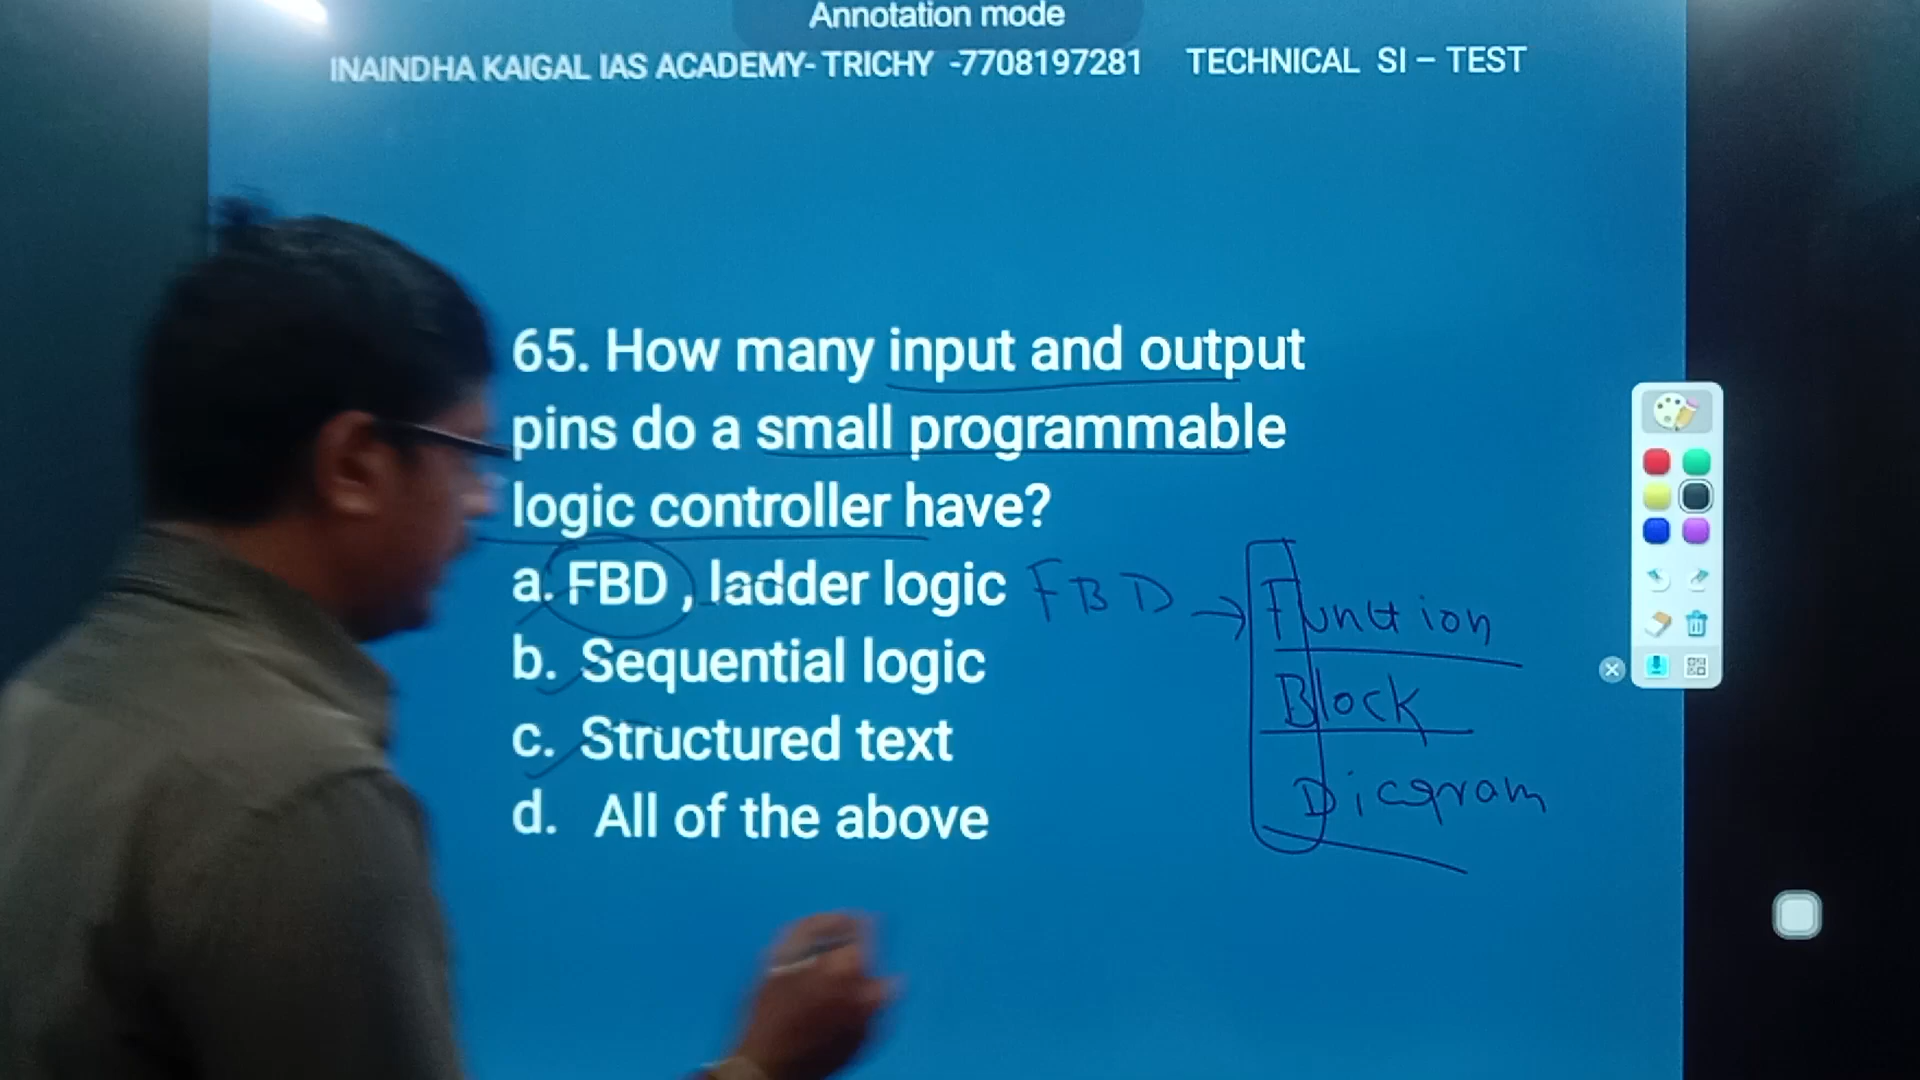 Annotation mode
INAINDHA KAIGAL IAS ACADEMY- TRICHY -7708197281 TECHNICAL SI – TEST
65. How many input and output
pins do a small programmable
logic controller have?
a. FBD , ladder logic
b. Sequential logic
c. Structured text
d. All of the above
FBD → Function
Block
Diagram